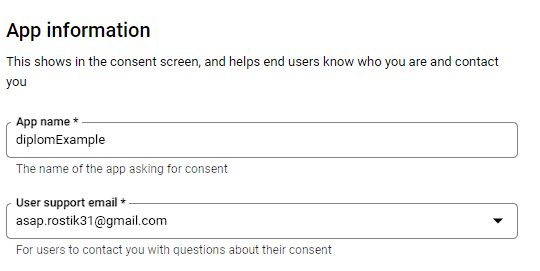 App information
This shows in the consent screen, and helps end users know who you are and contact
you
App name *
diplomExample
The name of the app asking for consent
User support email *
asap.rostik31@gmail.com
For users to contact you with questions about their consent